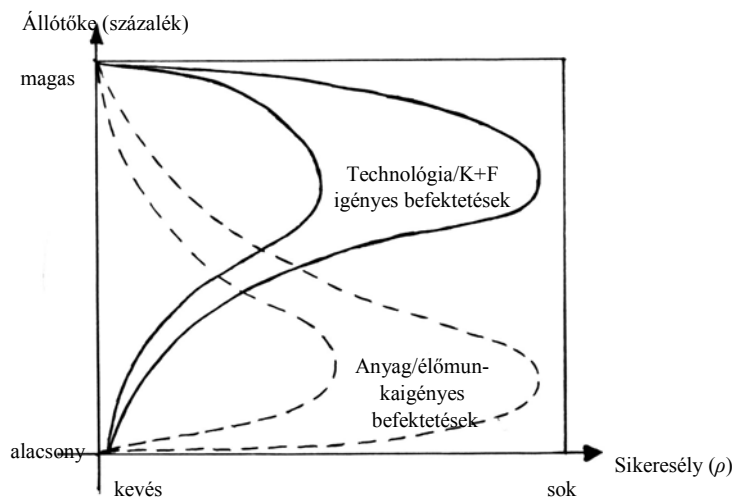 Állótőke (százalék)
magas
Technológia/K+F
igényes befektetések
Anyag/élőmun-
kaigényes
befektetések
alacsony
Sikeresély (ρ)
kevés
sok